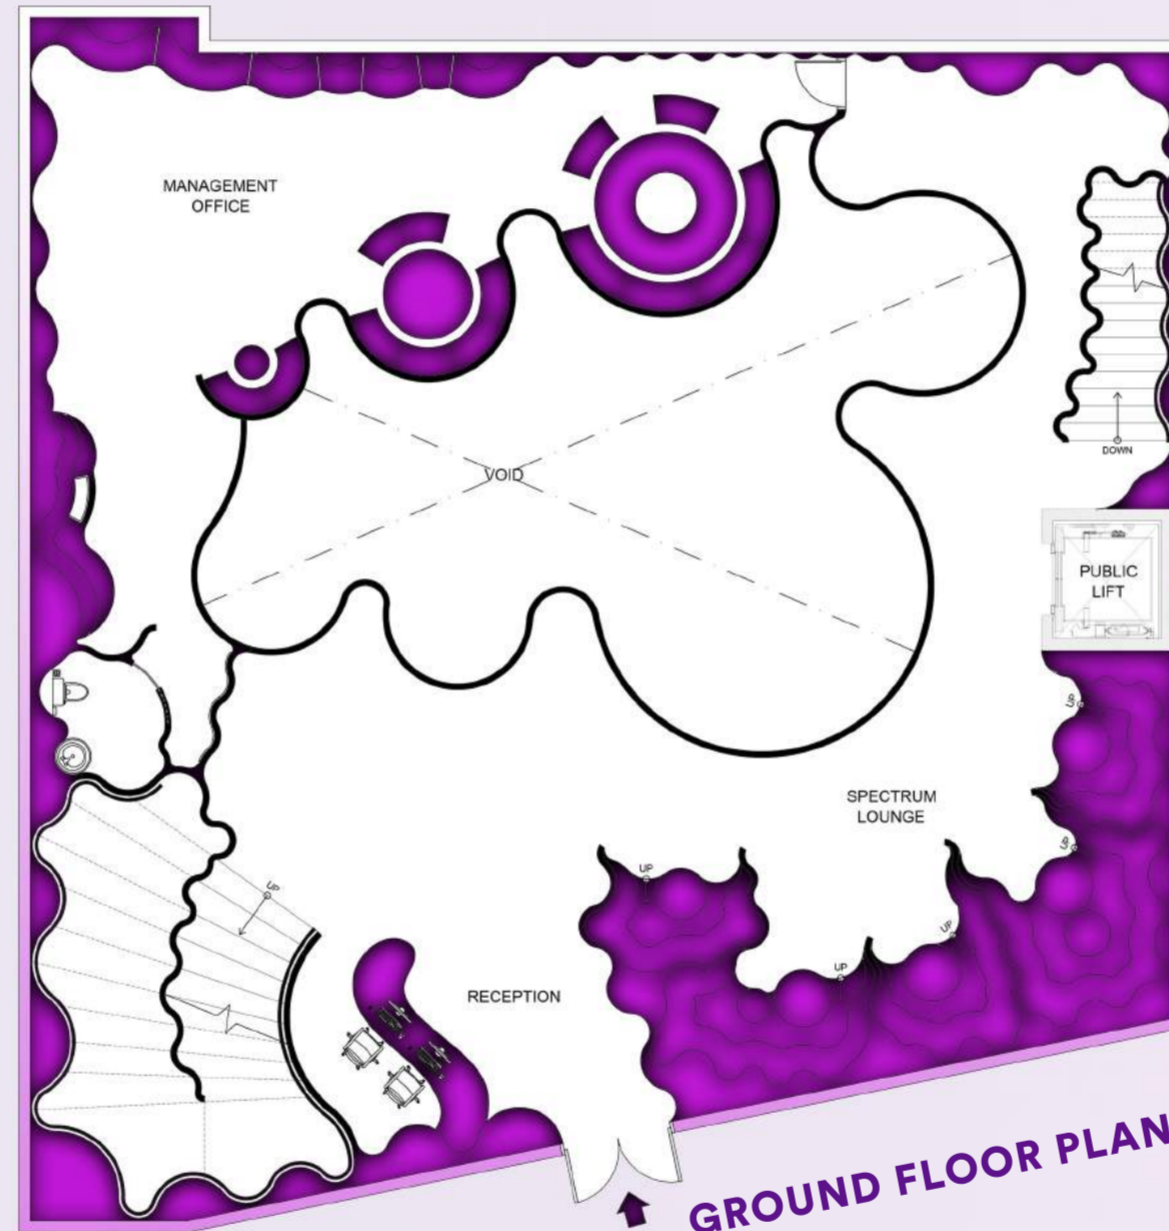 MANAGEMENT
OFFICE
VOID
DOWN
PUBLIC
LIFT
UP
SPECTRUM
LOUNGE
UP
UP
UP
UP
UP
RECEPTION
GROUND FLOOR PLAN